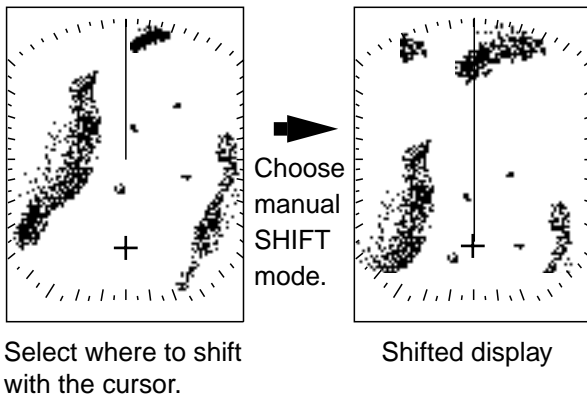 Choose
manual
SHIFT
mode.
Select where to shift
with the cursor.
Shifted display